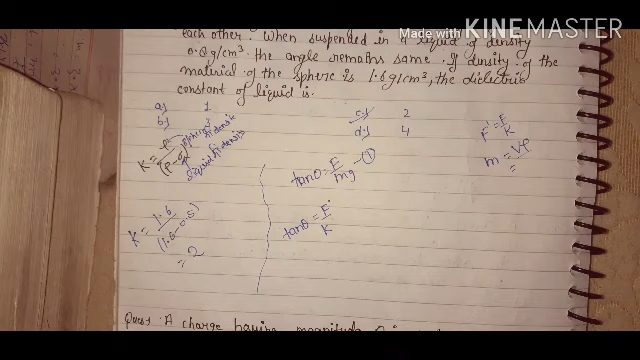 Made with KINEMASTER
each other. When suspended in a liquid of density
0.8g/cm³ the angle remains same. If density of the
material of the sphere is 1.6g/cm³, the dielectric
constant of liquid is.
a) 1
b) 3
c) 2
d) 4
K = ρ/(ρ-σ)
K = 1.6/(1.6-0.8)
= 2
tanθ = F/mg —①
tanθ = F/K
F' = F/K
m = Vρ
=
Quest: A charge having magnitude Q is